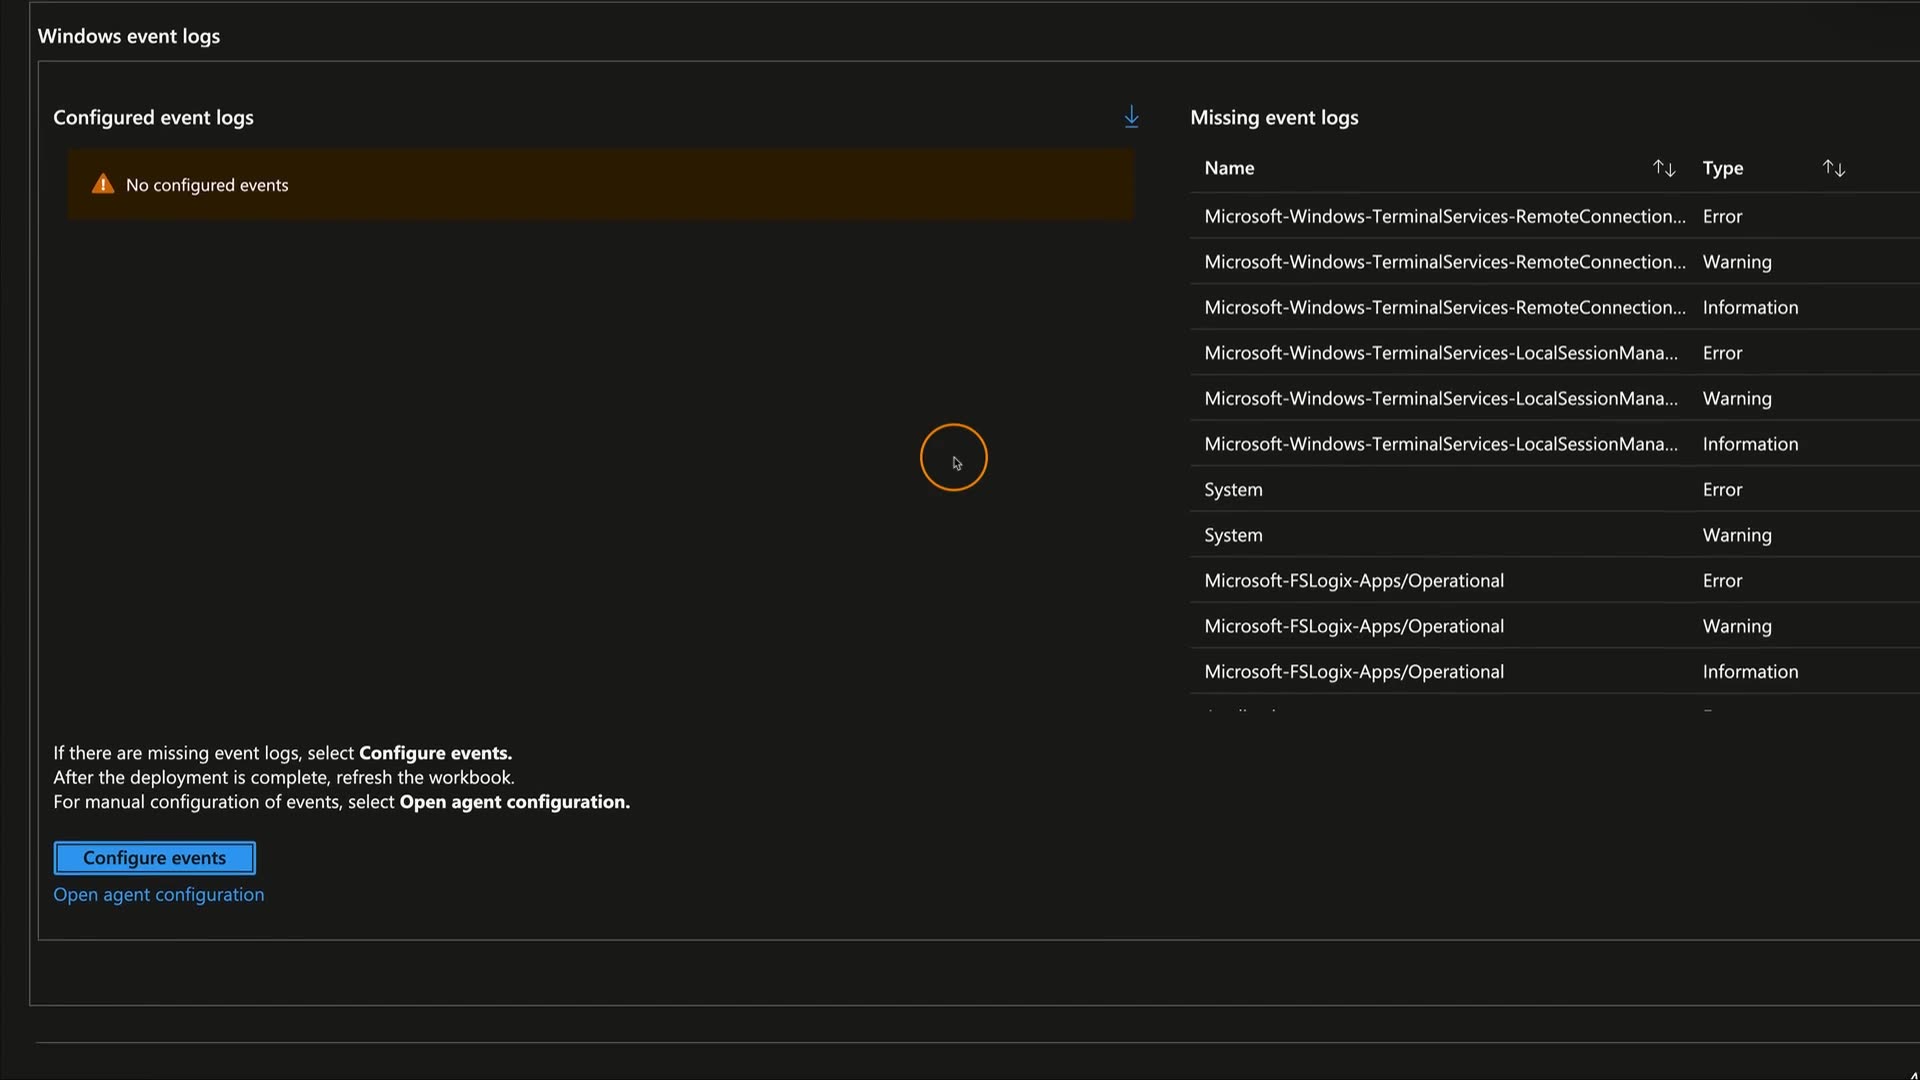 Windows event logs
Configured event logs
No configured events
Missing event logs
Name Type
Microsoft-Windows-TerminalServices-RemoteConnection... Error
Microsoft-Windows-TerminalServices-RemoteConnection... Warning
Microsoft-Windows-TerminalServices-RemoteConnection... Information
Microsoft-Windows-TerminalServices-LocalSessionMana... Error
Microsoft-Windows-TerminalServices-LocalSessionMana... Warning
Microsoft-Windows-TerminalServices-LocalSessionMana... Information
System Error
System Warning
Microsoft-FSLogix-Apps/Operational Error
Microsoft-FSLogix-Apps/Operational Warning
Microsoft-FSLogix-Apps/Operational Information
If there are missing event logs, select Configure events.
After the deployment is complete, refresh the workbook.
For manual configuration of events, select Open agent configuration.
Configure events
Open agent configuration